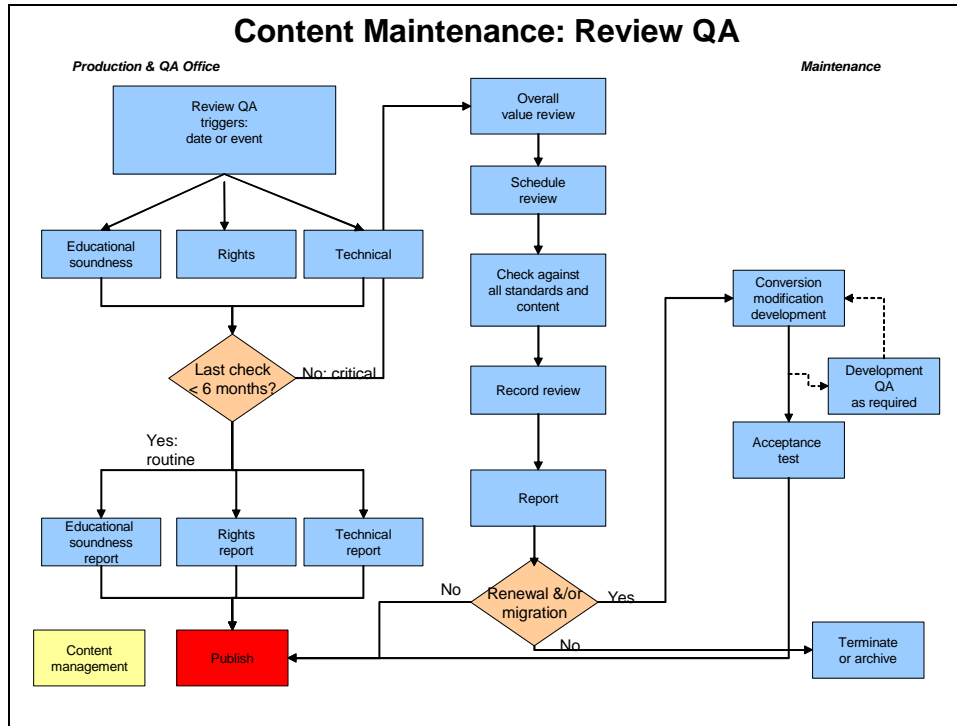 Content Maintenance: Review QA
Production & QA Office
Maintenance
Review QA
triggers:
date or event
Overall
value review
Schedule
review
Educational
soundness
Rights
Technical
Check against
all standards and
content
Conversion
modification
development
Last check
< 6 months?
No: critical
Record review
Development
QA
as required
Yes:
routine
Acceptance
test
Report
Educational
soundness
report
Rights
report
Technical
report
No
Renewal &/or
migration
Yes
No
Content
management
Publish
Terminate
or archive